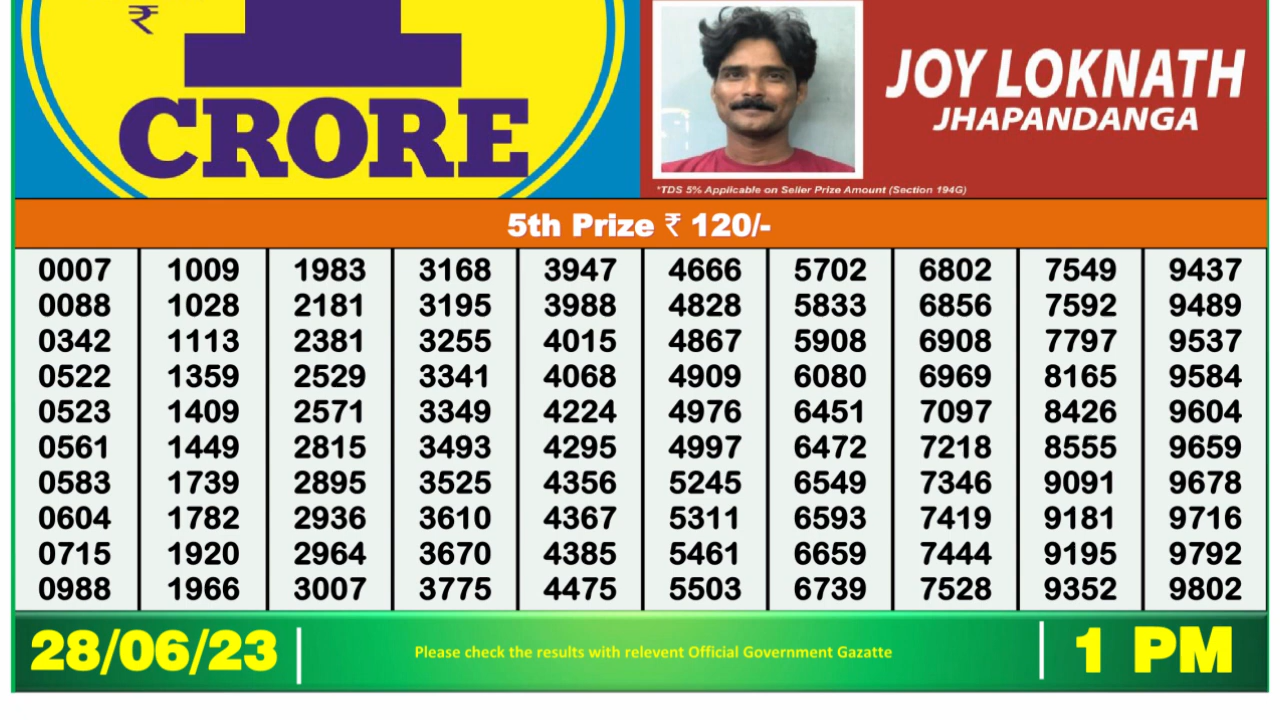 ₹
1
CRORE
JOY LOKNATH
JHAPANDANGA
*TDS 5% Applicable on Seller Prize Amount (Section 194G)
5th Prize ₹ 120/-
0007 1009 1983 3168 3947 4666 5702 6802 7549 9437
0088 1028 2181 3195 3988 4828 5833 6856 7592 9489
0342 1113 2381 3255 4015 4867 5908 6908 7797 9537
0522 1359 2529 3341 4068 4909 6080 6969 8165 9584
0523 1409 2571 3349 4224 4976 6451 7097 8426 9604
0561 1449 2815 3493 4295 4997 6472 7218 8555 9659
0583 1739 2895 3525 4356 5245 6549 7346 9091 9678
0604 1782 2936 3610 4367 5311 6593 7419 9181 9716
0715 1920 2964 3670 4385 5461 6659 7444 9195 9792
0988 1966 3007 3775 4475 5503 6739 7528 9352 9802
28/06/23
Please check the results with relevent Official Government Gazatte
1 PM